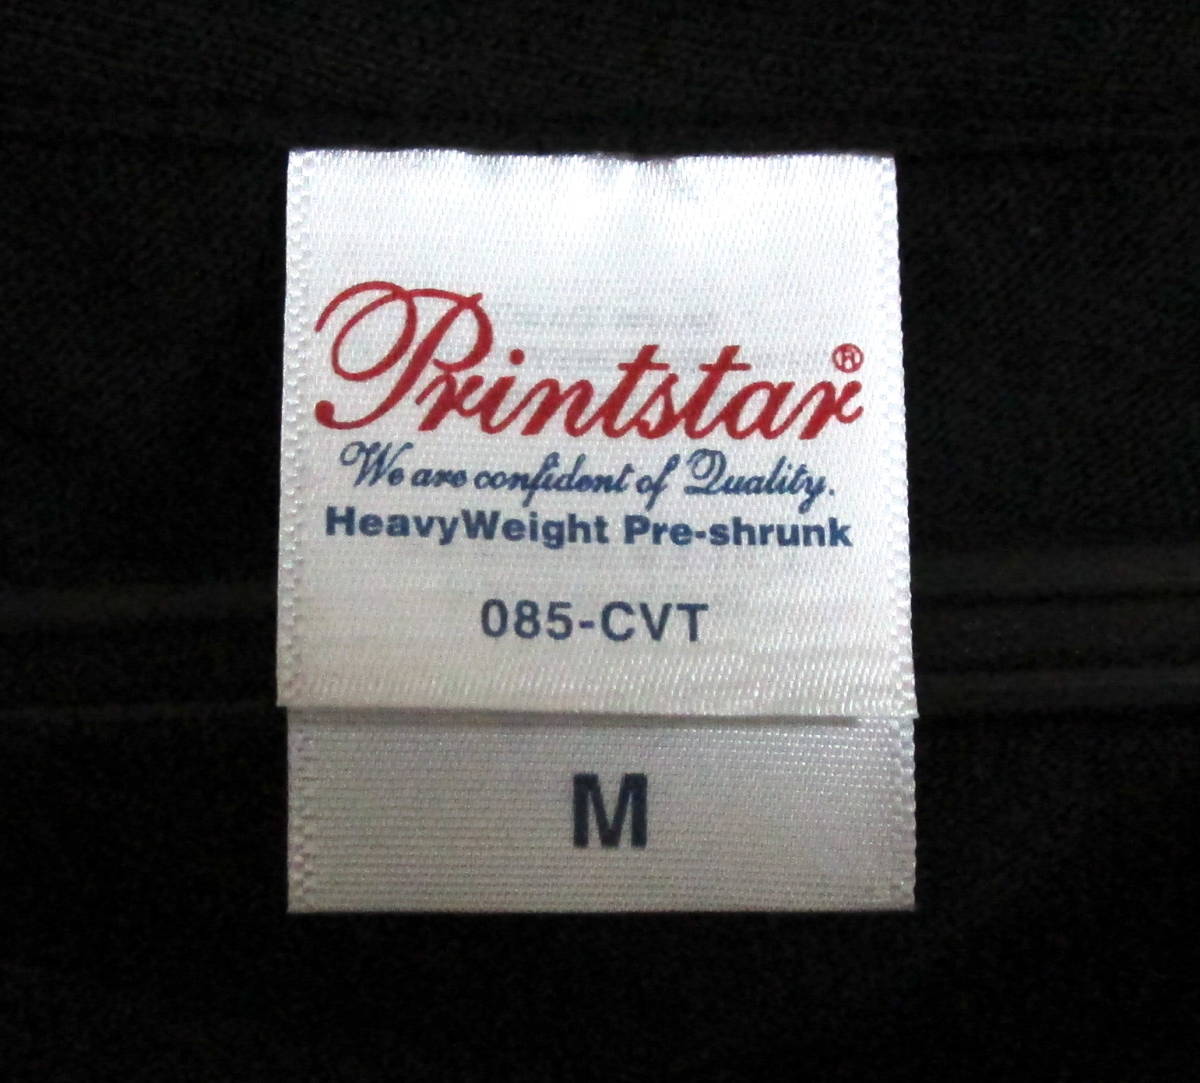 Printstar®
We are confident of Quality.
HeavyWeight Pre-shrunk
085-CVT
M